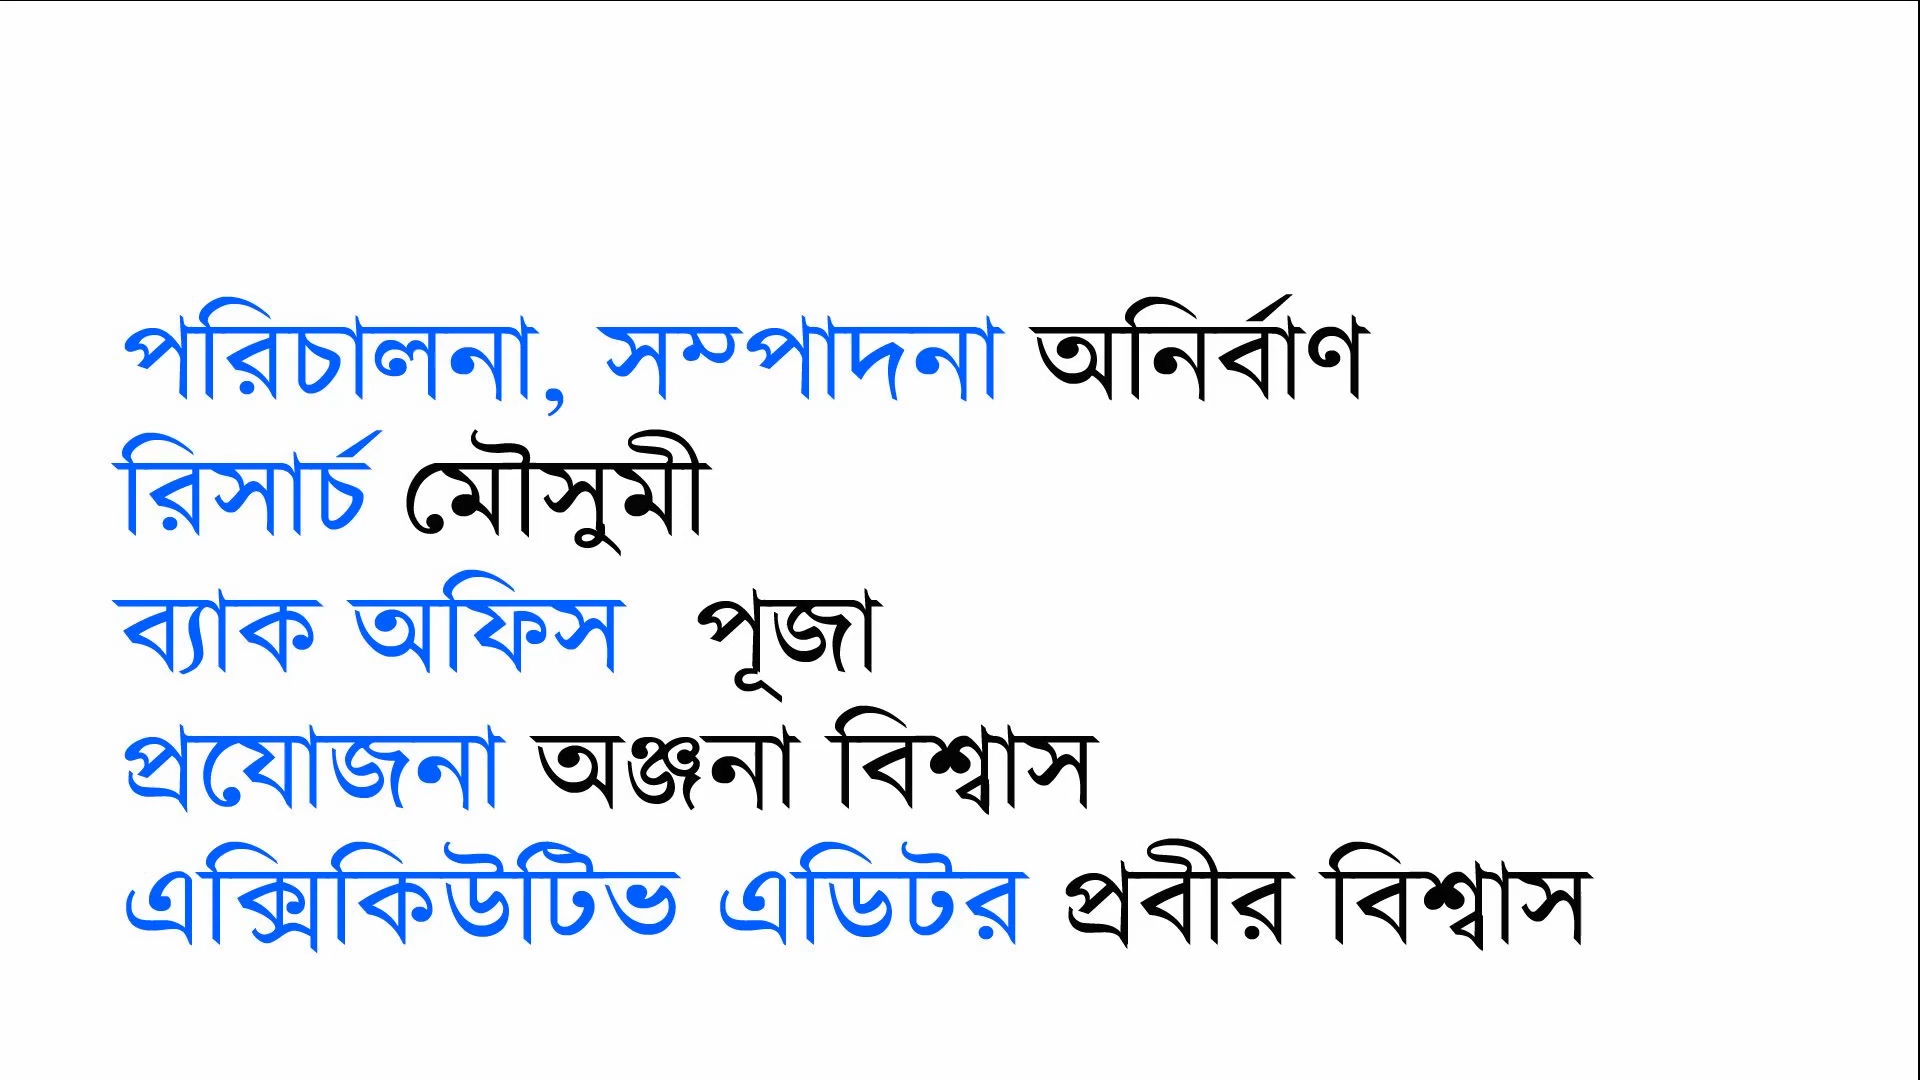 পরিচালনা, সম্পাদনা অনির্বাণ
রিসার্চ মৌসুমী
ব্যাক অফিস পূজা
প্রযোজনা অঞ্জনা বিশ্বাস
এক্সিকিউটিভ এডিটর প্রবীর বিশ্বাস